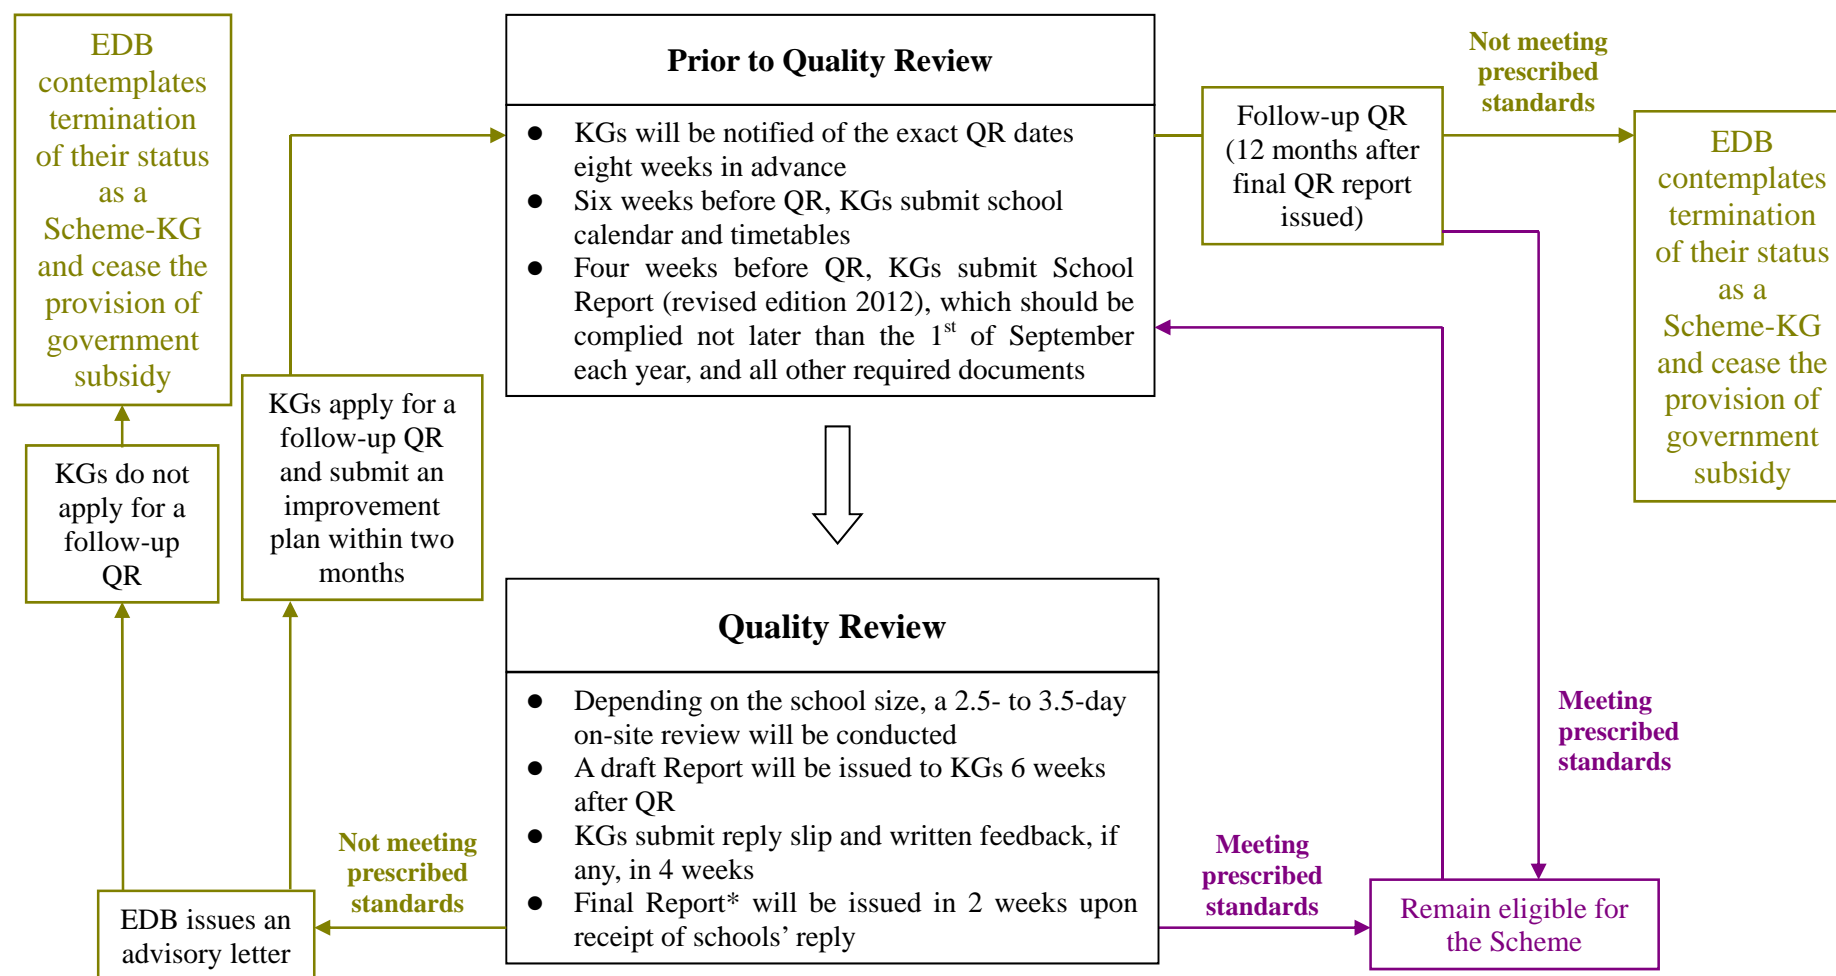 EDB
contemplates
termination
of their status
as a
Scheme-KG
and cease the
provision of
government
subsidy
KGs do not
apply for a
follow-up
QR
KGs apply for a
follow-up QR
and submit an
improvement
plan within two
months
Prior to Quality Review
● KGs will be notified of the exact QR dates
eight weeks in advance
● Six weeks before QR, KGs submit school
calendar and timetables
● Four weeks before QR, KGs submit School
Report (revised edition 2012), which should be
complied not later than the 1st of September
each year, and all other required documents
Follow-up QR
(12 months after
final QR report
issued)
Not meeting
prescribed
standards
EDB
contemplates
termination
of their status
as a
Scheme-KG
and cease the
provision of
government
subsidy
Quality Review
● Depending on the school size, a 2.5- to 3.5-day
on-site review will be conducted
● A draft Report will be issued to KGs 6 weeks
after QR
● KGs submit reply slip and written feedback, if
any, in 4 weeks
● Final Report* will be issued in 2 weeks upon
receipt of schools’ reply
Not meeting
prescribed
standards
EDB issues an
advisory letter
Meeting
prescribed
standards
Meeting
prescribed
standards
Remain eligible for
the Scheme